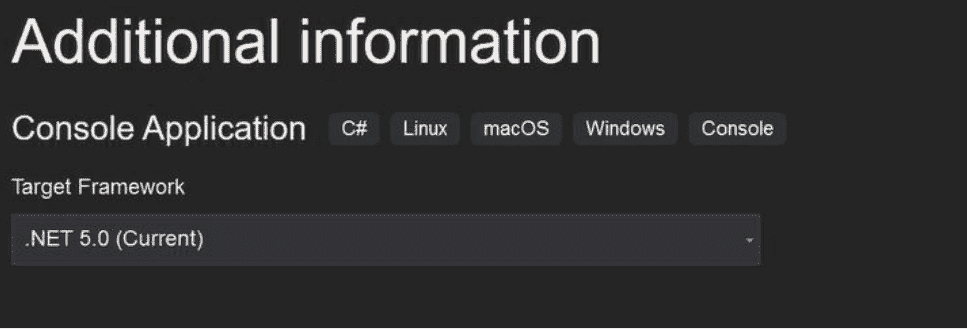 Additional information
Console Application C# Linux macOS Windows Console
Target Framework
.NET 5.0 (Current)